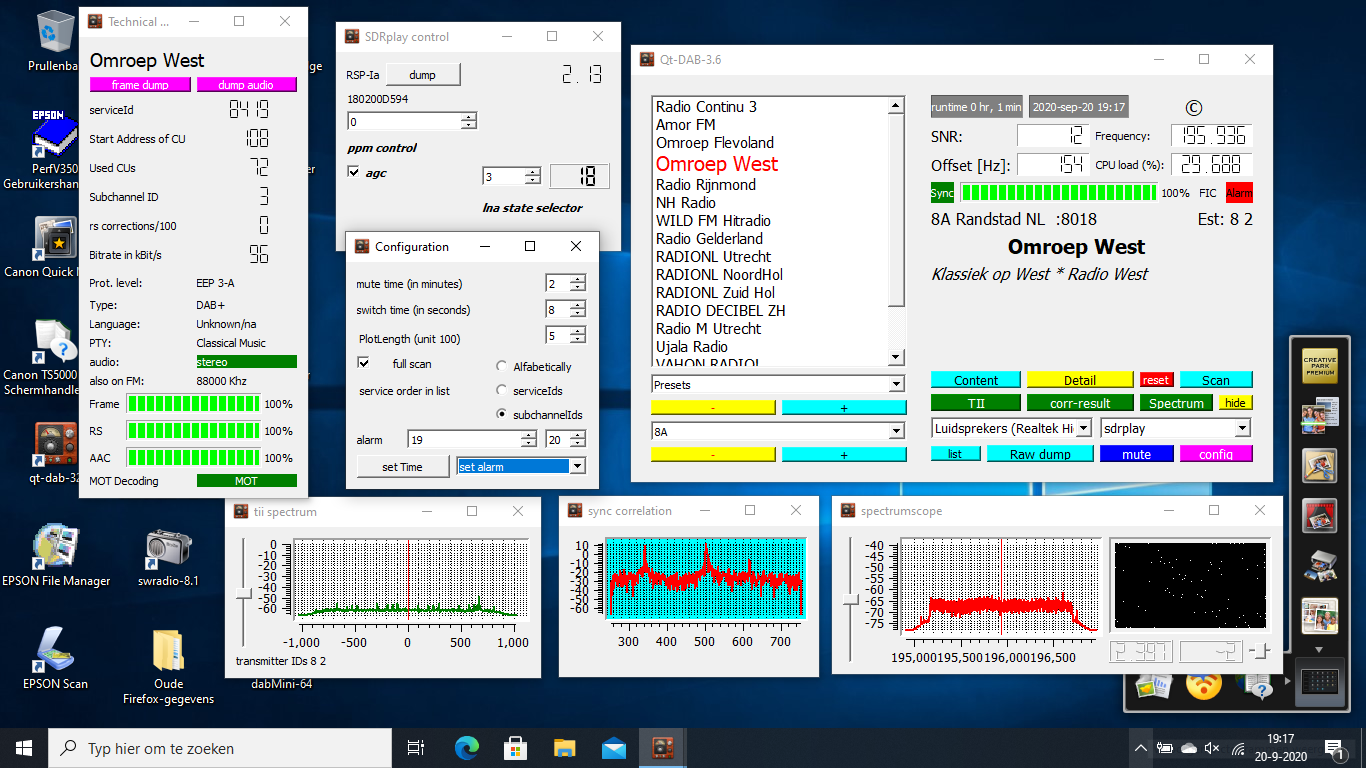 Prullenba
ge
EPSON
PerfV350
Gebruikershan
er
Canon Quick M
Canon TS5000
Schermhandle
qt-dab-32
EPSON File Manager
swradio-8.1
EPSON Scan
Oude
Firefox-gegevens
dabMini-64
Technical ...
Omroep West
frame dump
dump audio
serviceId
8419
Start Address of CU
108
Used CUs
72
Subchannel ID
3
rs corrections/100
0
Bitrate in kBit/s
96
Prot. level:
EEP 3-A
Type:
DAB+
Language:
Unknown/na
PTY:
Classical Music
audio:
stereo
also on FM:
88000 Khz
Frame
100%
RS
100%
AAC
100%
MOT Decoding
MOT
SDRplay control
RSP-Ia
dump
2.13
180200D594
0
ppm control
agc
3
18
lna state selector
Configuration
mute time (in minutes)
2
switch time (in seconds)
8
PlotLength (unit 100)
5
full scan
Alfabetically
service order in list
serviceIds
subchannelIds
alarm
19
20
set Time
set alarm
Qt-DAB-3.6
Radio Continu 3
Amor FM
Omroep Flevoland
Omroep West
Radio Rijnmond
NH Radio
WILD FM Hitradio
Radio Gelderland
RADIONL Utrecht
RADIONL NoordHol
RADIONL Zuid Hol
RADIO DECIBEL ZH
Radio M Utrecht
Ujala Radio
VAHON RADIO!
Presets
-
+
8A
-
+
runtime 0 hr, 1 min
2020-sep-20 19:17
©
SNR:
12
Frequency:
195.936
Offset [Hz]:
154
CPU load (%):
29.688
Sync
100%
FIC
Alarm
8A Randstad NL :8018
Est: 8 2
Omroep West
Klassiek op West * Radio West
Content
Detail
reset
Scan
TII
corr-result
Spectrum
hide
Luidsprekers (Realtek Hi
sdrplay
list
Raw dump
mute
config
tii spectrum
0
-10
-20
-30
-40
-50
-60
-1,000
-500
0
500
1,000
transmitter IDs 8 2
sync correlation
10
0
-10
-20
-30
-40
-50
-60
300
400
500
600
700
spectrumscope
-40
-45
-50
-55
-60
-65
-70
-75
195,000
195,500
196,000
196,500
2.397
-2
CREATIVE
PARK
PREMIUM
Typ hier om te zoeken
19:17
20-9-2020
1